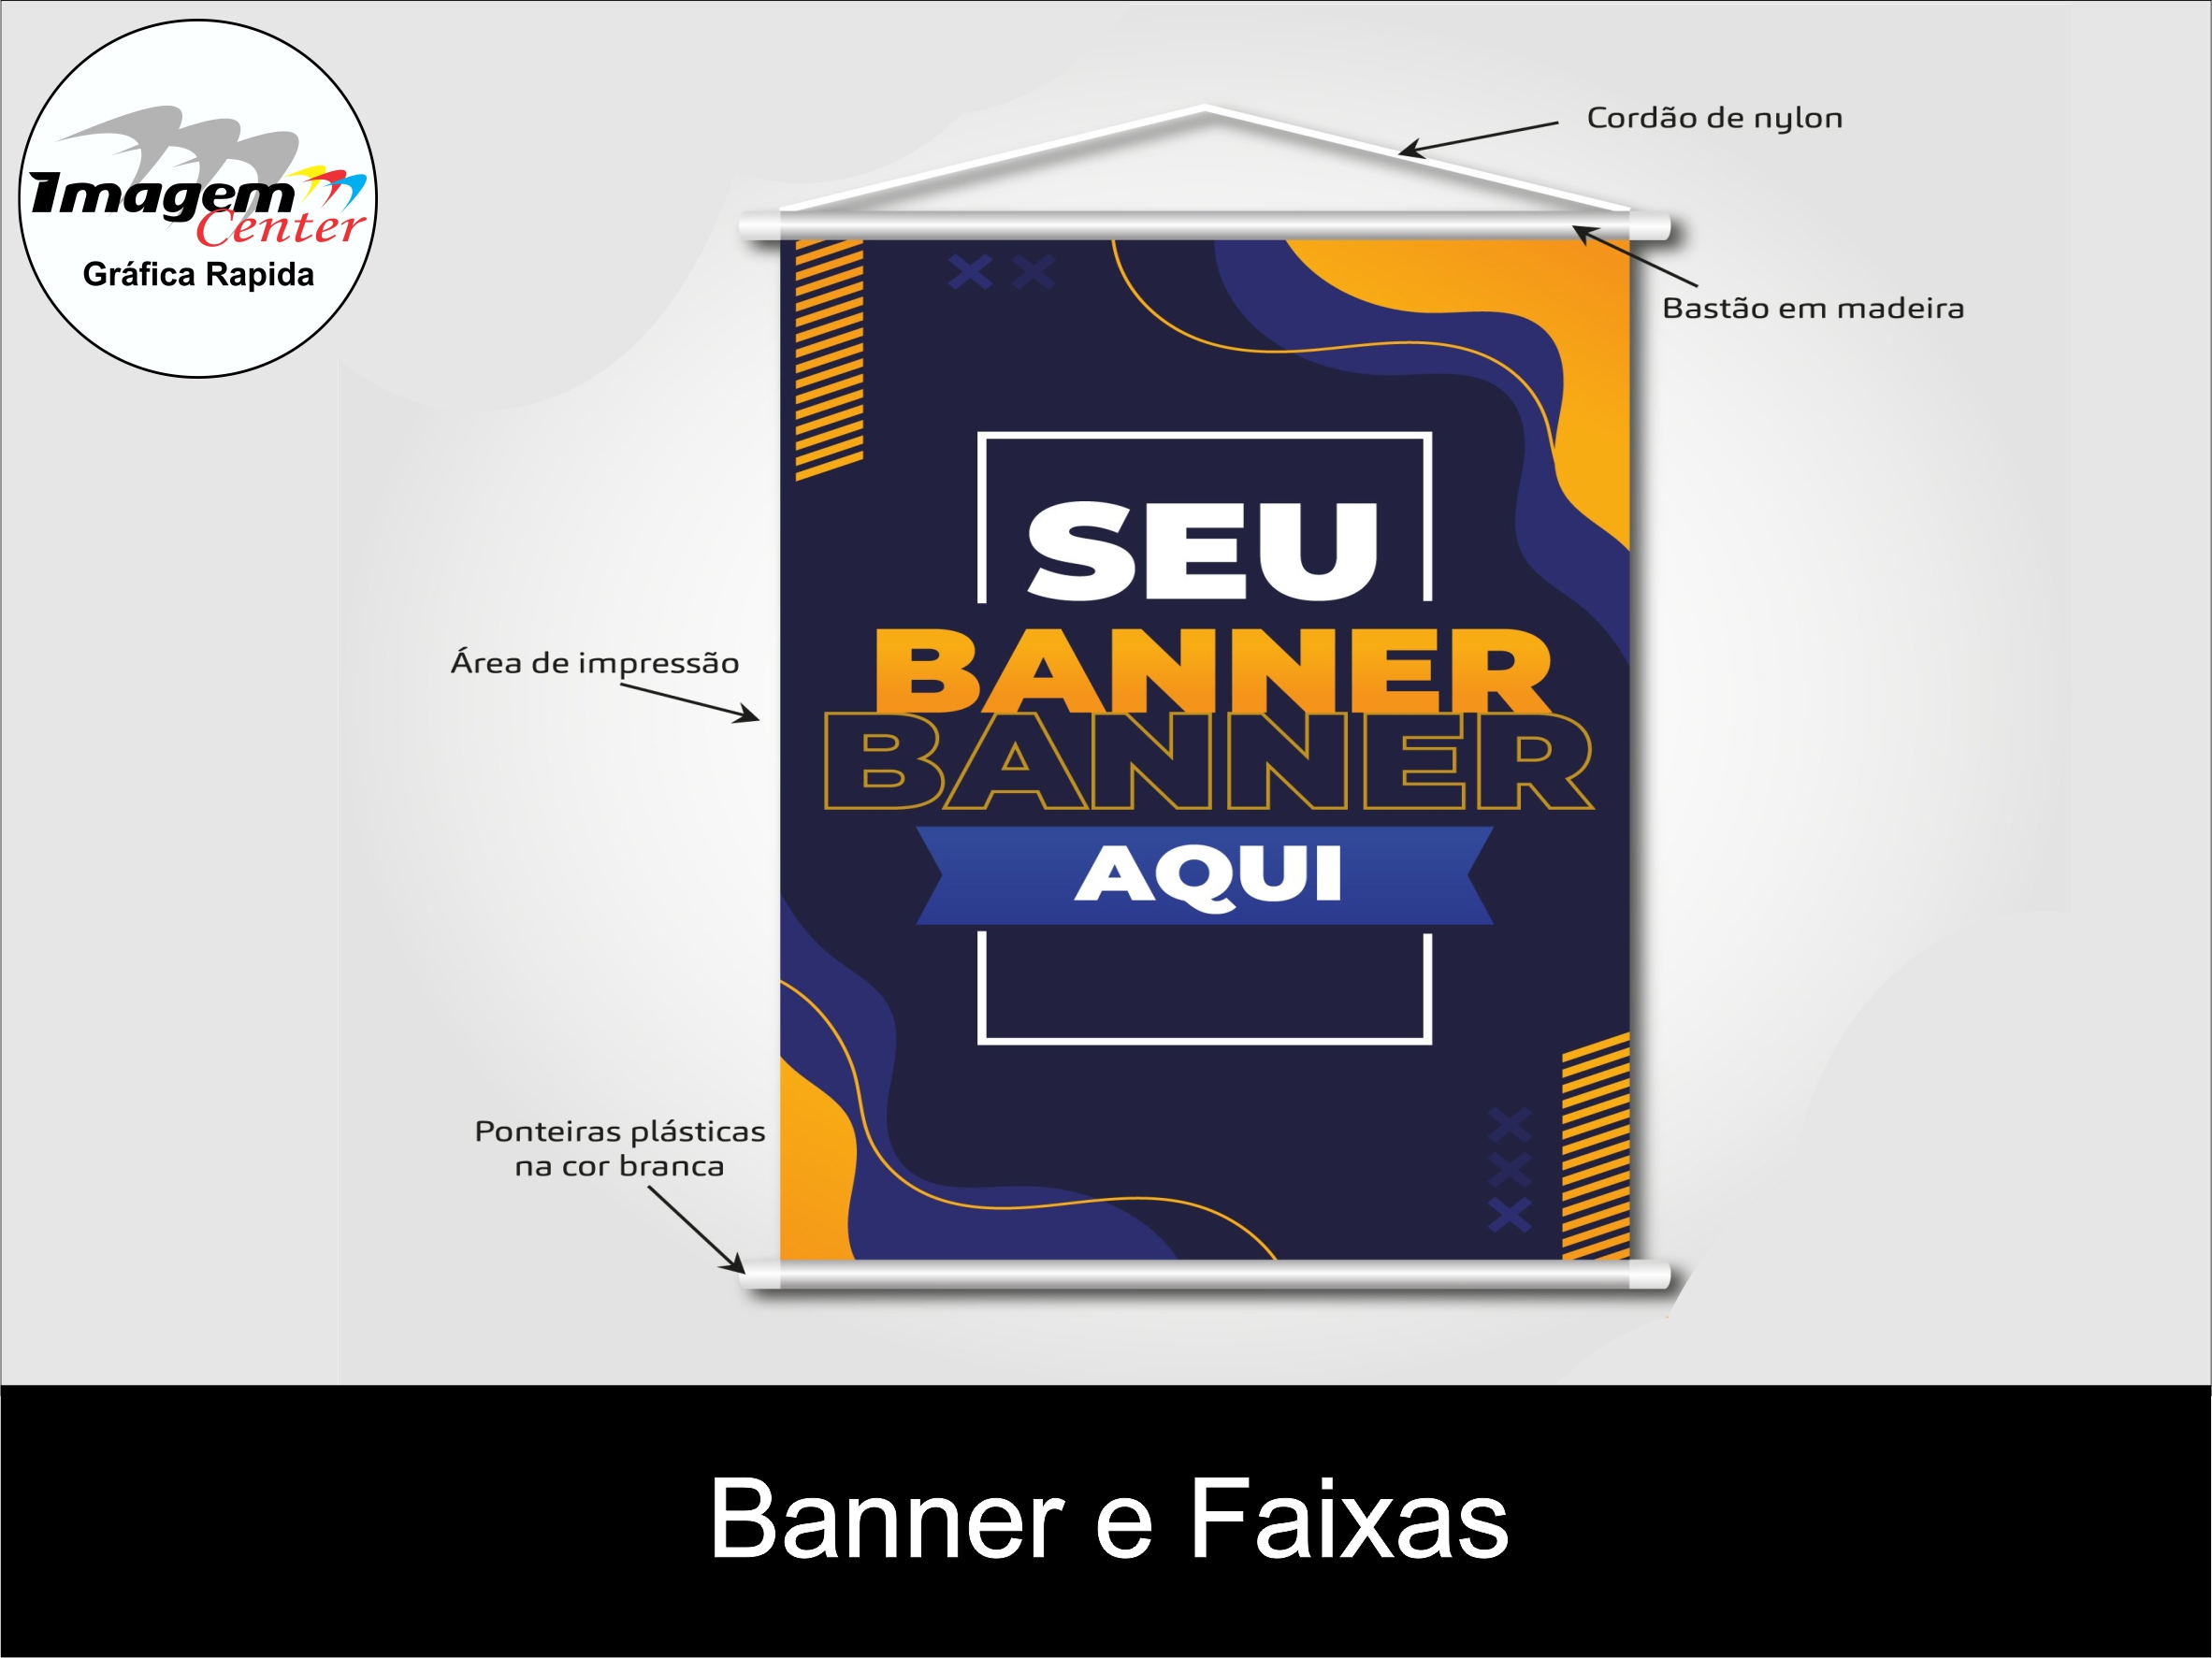 Imagem
Center
Gráfica Rapida
Cordão de nylon
Bastão em madeira
SEU
BANNER
BANNER
AQUI
Área de impressão
Ponteiras plásticas
na cor branca
Banner e Faixas